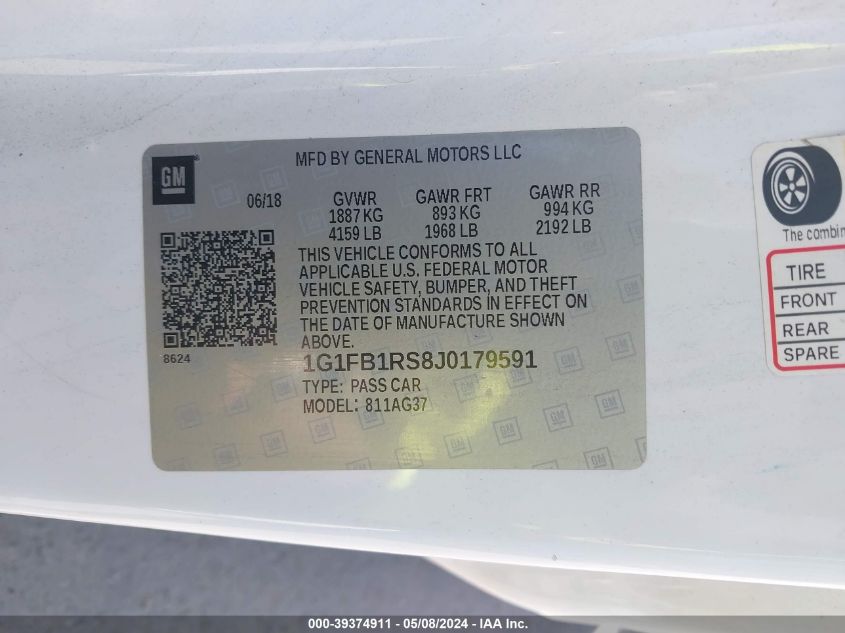 GM
MFD BY GENERAL MOTORS LLC
06/18 GVWR GAWR FRT GAWR RR
1887 KG 893 KG 994 KG
4159 LB 1968 LB 2192 LB
THIS VEHICLE CONFORMS TO ALL
APPLICABLE U.S. FEDERAL MOTOR
VEHICLE SAFETY, BUMPER, AND THEFT
PREVENTION STANDARDS IN EFFECT ON
THE DATE OF MANUFACTURE SHOWN
ABOVE.
8624
1G1FB1RS8J0179591
TYPE: PASS CAR
MODEL: 811AG37
The combin
TIRE
FRONT
REAR
SPARE
000-39374911 - 05/08/2024 - IAA Inc.